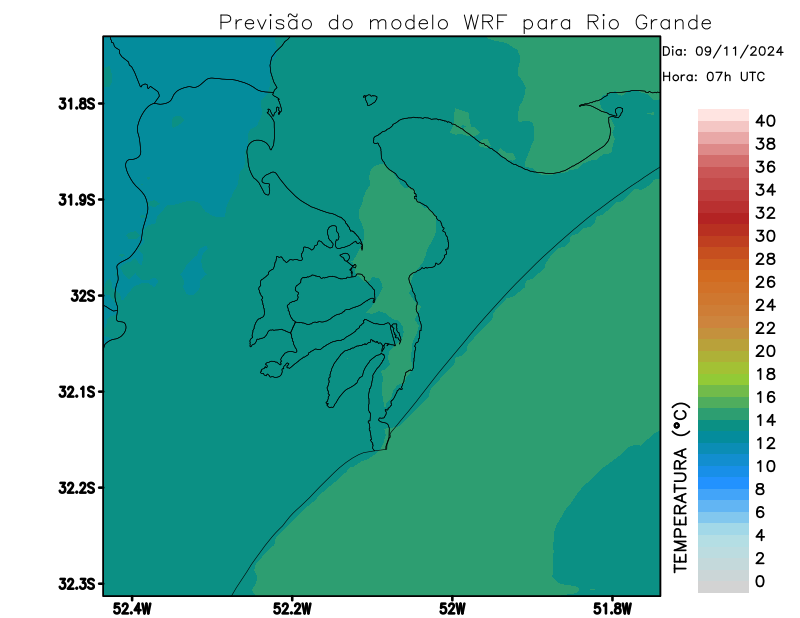 Previsão do modelo WRF para Rio Grande
Dia: 09/11/2024
Hora: 07h UTC
31.8S
31.9S
32S
32.1S
32.2S
32.3S
52.4W
52.2W
52W
51.8W
TEMPERATURA (°C)
40
38
36
34
32
30
28
26
24
22
20
18
16
14
12
10
8
6
4
2
0